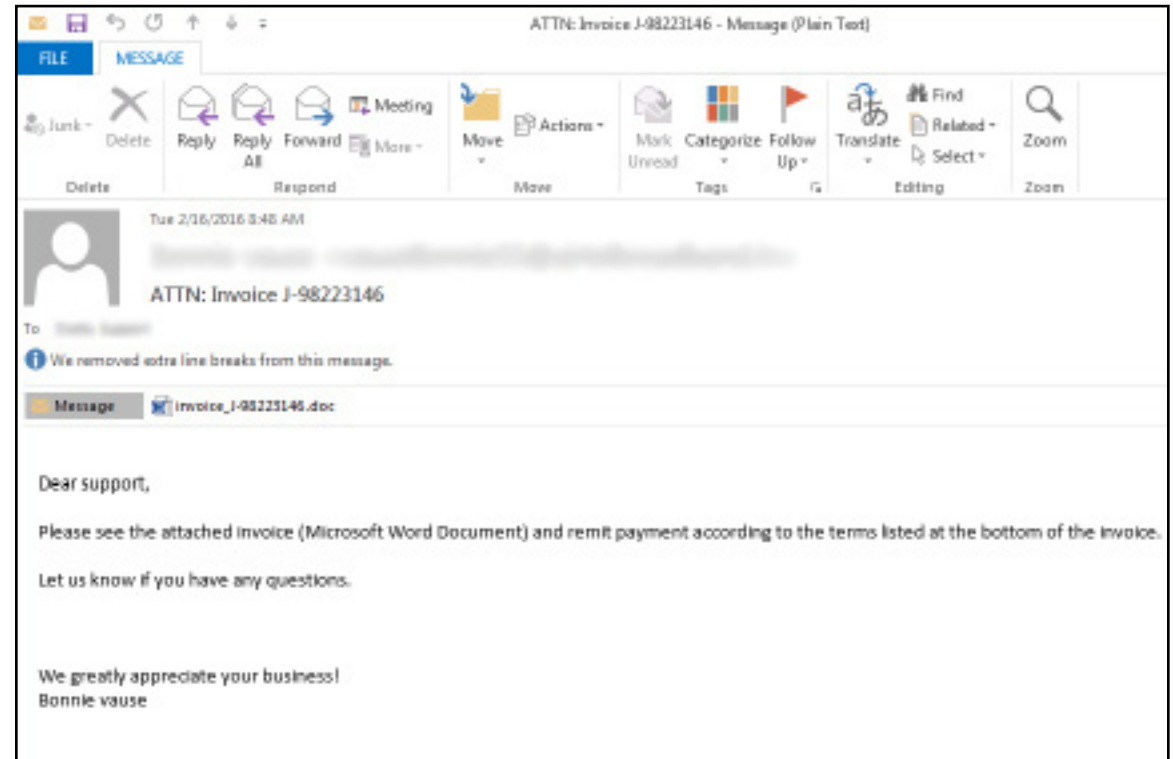 ATTN: Invoice J-98223146 - Message (Plain Text)
FILE MESSAGE
Junk Delete Reply Reply All Forward Meeting More Move Actions Mark Unread Categorize Follow Up Translate Find Related Select Zoom
Delete Respond Move Tags Editing Zoom
Tue 2/16/2016 8:48 AM
ATTN: Invoice J-98223146
To
We removed extra line breaks from this message.
Message invoice_J-98223146.doc
Dear support,
Please see the attached invoice (Microsoft Word Document) and remit payment according to the terms listed at the bottom of the invoice.
Let us know if you have any questions.
We greatly appreciate your business!
Bonnie vause